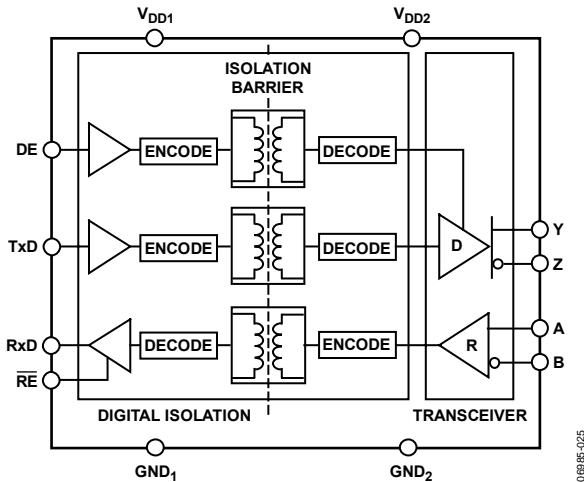 VDD1
VDD2
ISOLATION
BARRIER
DE
ENCODE
DECODE
TxD
ENCODE
DECODE
D
Y
Z
RxD
DECODE
ENCODE
R
A
B
RE
DIGITAL ISOLATION
TRANSCEIVER
GND1
GND2
06985-025